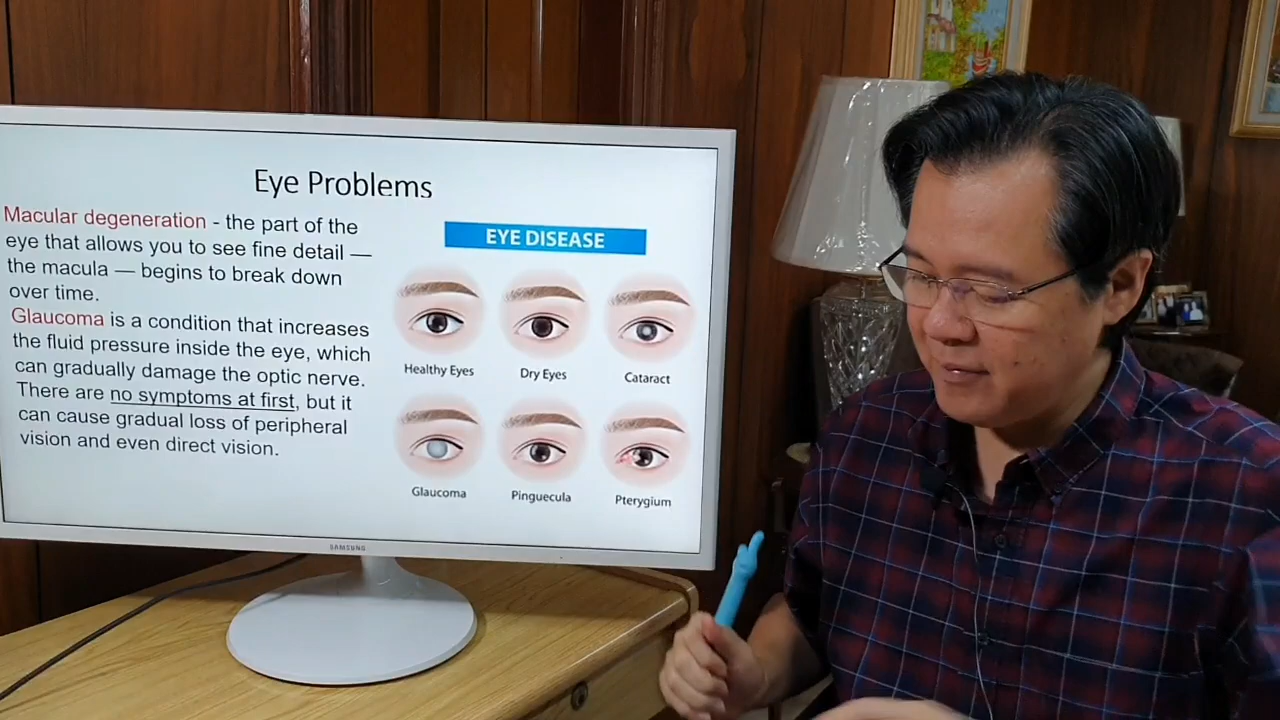 Eye Problems
Macular degeneration - the part of the
eye that allows you to see fine detail —
the macula — begins to break down
over time.
Glaucoma is a condition that increases
the fluid pressure inside the eye, which
can gradually damage the optic nerve.
There are no symptoms at first, but it
can cause gradual loss of peripheral
vision and even direct vision.
EYE DISEASE
Healthy Eyes
Dry Eyes
Cataract
Glaucoma
Pinguecula
Pterygium
SAMSUNG